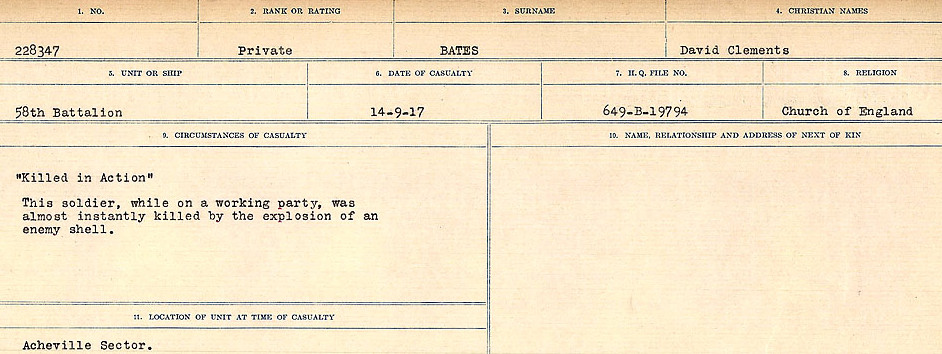 1. NO. 2. RANK OR RATING 3. SURNAME 4. CHRISTIAN NAMES
228347 Private BATES David Clements
5. UNIT OR SHIP 6. DATE OF CASUALTY 7. H.Q. FILE NO. 8. RELIGION
58th Battalion 14-9-17 649-B-19794 Church of England
9. CIRCUMSTANCES OF CASUALTY 10. NAME, RELATIONSHIP AND ADDRESS OF NEXT OF KIN
"Killed in Action"
This soldier, while on a working party, was
almost instantly killed by the explosion of an
enemy shell.
11. LOCATION OF UNIT AT TIME OF CASUALTY
Acheville Sector.